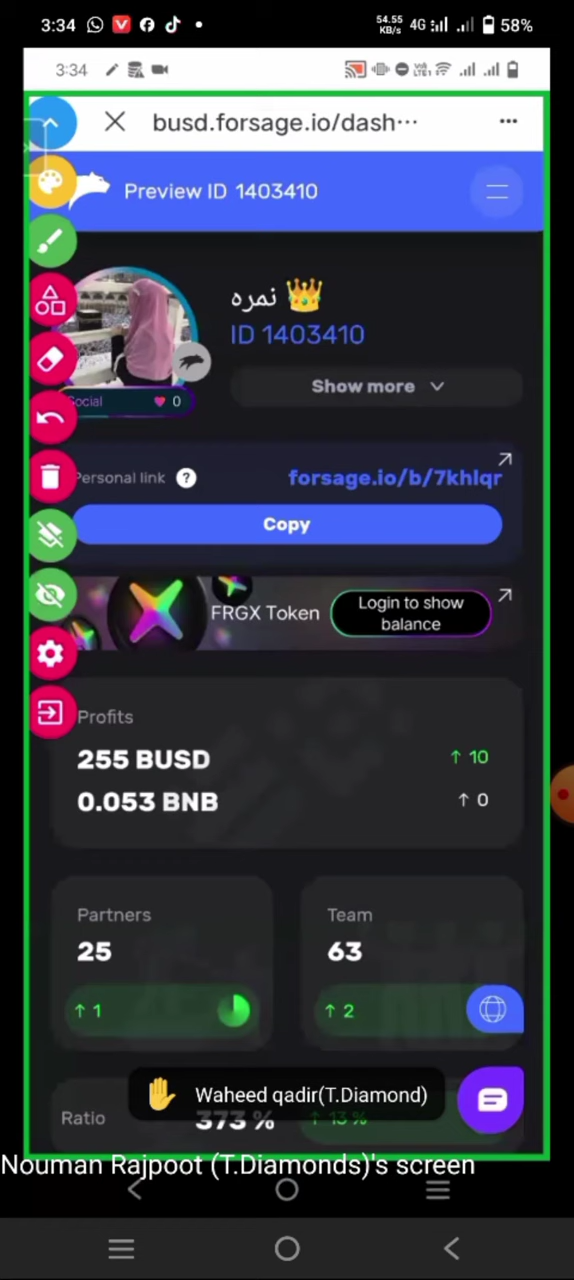 3:34
54.55 KB/s 4G 58%
3:34
busd.forsage.io/dash···
Preview ID 1403410
نمره
ID 1403410
Show more
Social 0
Personal link ?
forsage.io/b/7khlqr
Copy
FRGX Token
Login to show
balance
Profits
255 BUSD ↑ 10
0.053 BNB ↑ 0
Partners
25
↑ 1
Team
63
↑ 2
Waheed qadir(T.Diamond)
Ratio 373 % ↑ 13 %
Nouman Rajpoot (T.Diamonds)'s screen